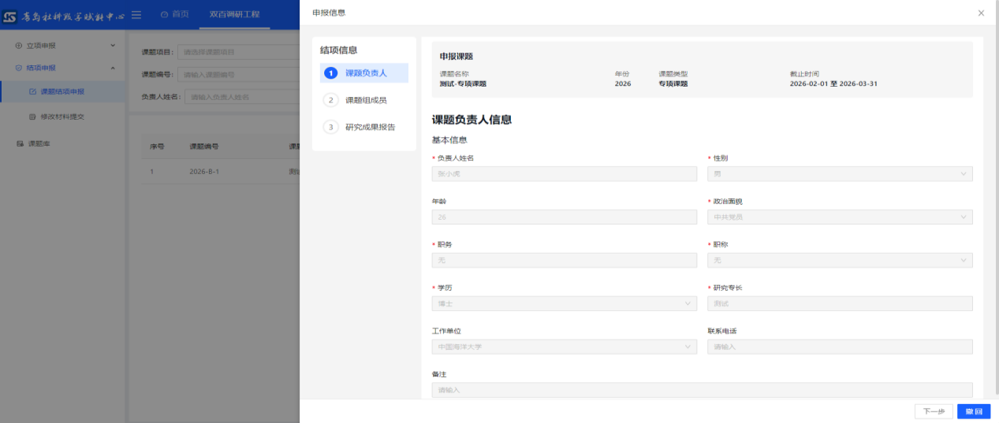 青岛社科数字赋能中心
首页
双百调研工程
立项申报
结项申报
课题结项申报
修改材料提交
课题库
课题项目： 请选择课题项目
课题编号： 请输入课题编号
负责人姓名： 请输入负责人姓名
序号 课题编号
1 2026-8-1
申报信息
结项信息
1 课题负责人
2 课题组成员
3 研究成果报告
申报课题
课题名称 年份 课题类型 截止时间
测试-专项课题 2026 专项课题 2026-02-01 至 2026-03-31
课题负责人信息
基本信息
* 负责人姓名 * 性别
张小虎 男
年龄 * 政治面貌
26 中共党员
* 职务 * 职称
无 无
* 学历 * 研究专长
博士 测试
工作单位 联系电话
中国海洋大学 请输入
备注
请输入
下一步 撤回